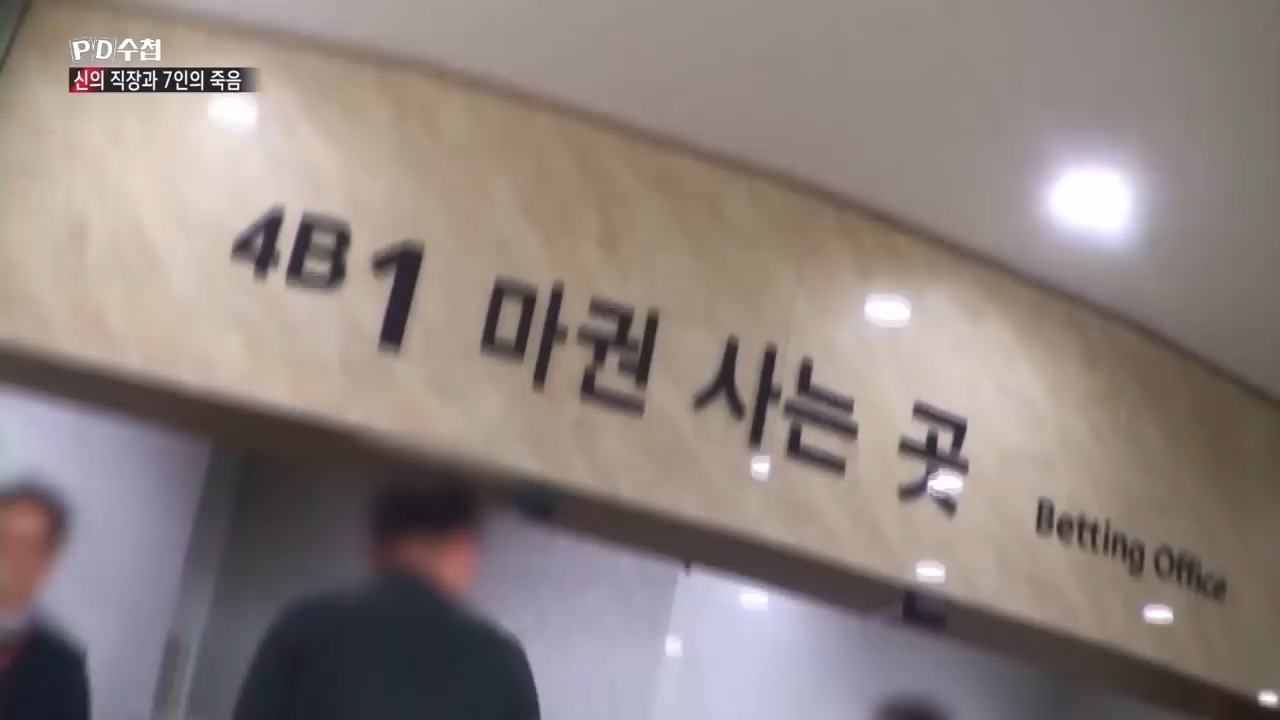 PD수첩
신의 직장과 7인의 죽음
4B1 마권 사는 곳
Betting Office